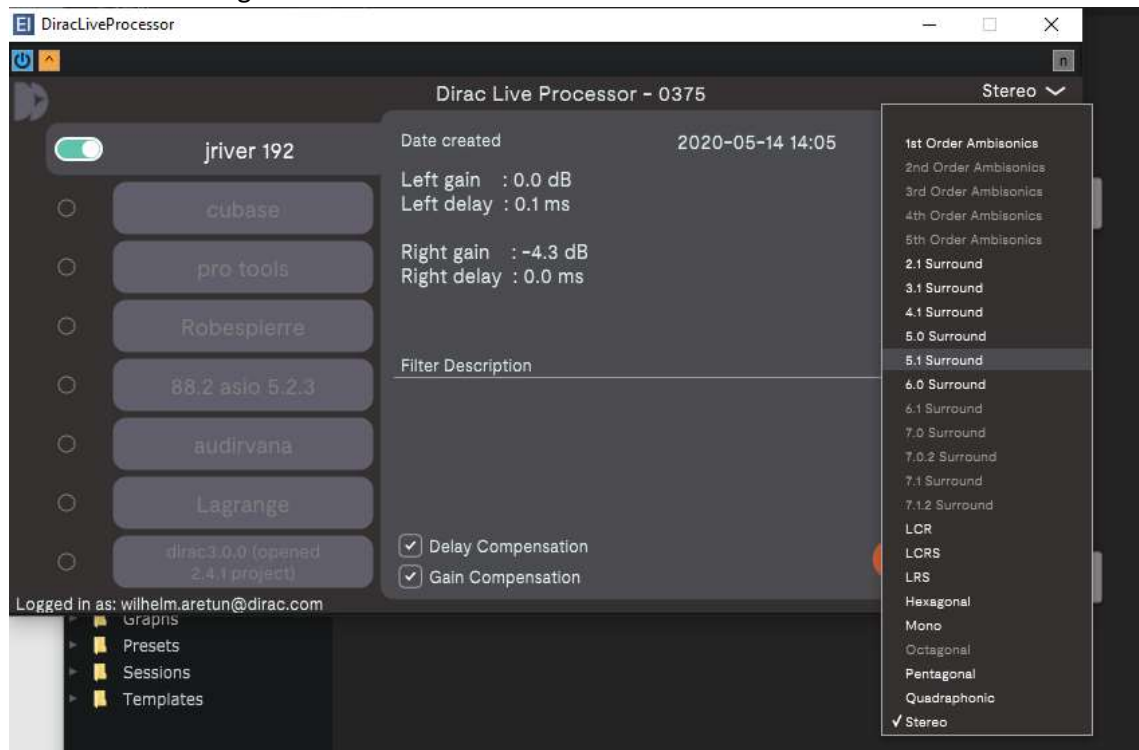 EI DiracLiveProcessor
n
Dirac Live Processor - 0375
Stereo
jriver 192
cubase
pro tools
Robespierre
88.2 asio 5.2.3
audirvana
Lagrange
dirac3.0.0 (opened
2.4.1 project)
Date created 2020-05-14 14:05
Left gain : 0.0 dB
Left delay : 0.1 ms
Right gain : -4.3 dB
Right delay : 0.0 ms
Filter Description
Delay Compensation
Gain Compensation
1st Order Ambisonics
2nd Order Ambisonics
3rd Order Ambisonics
4th Order Ambisonics
5th Order Ambisonics
2.1 Surround
3.1 Surround
4.1 Surround
5.0 Surround
5.1 Surround
6.0 Surround
6.1 Surround
7.0 Surround
7.0.2 Surround
7.1 Surround
7.1.2 Surround
LCR
LCRS
LRS
Hexagonal
Mono
Octagonal
Pentagonal
Quadraphonic
Stereo
Logged in as: wilhelm.aretun@dirac.com
Graphs
Presets
Sessions
Templates